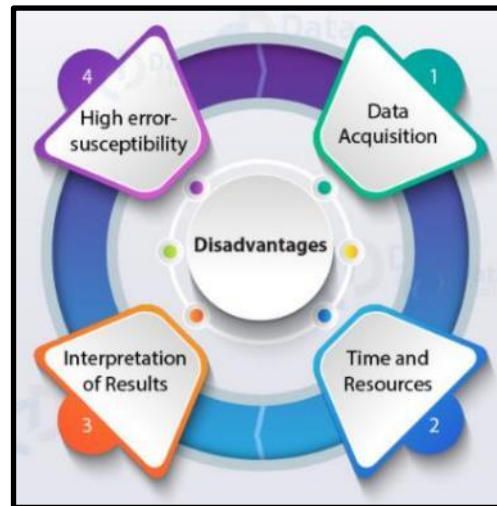 Disadvantages
1
Data
Acquisition
2
Time and
Resources
3
Interpretation
of Results
4
High error-
susceptibility